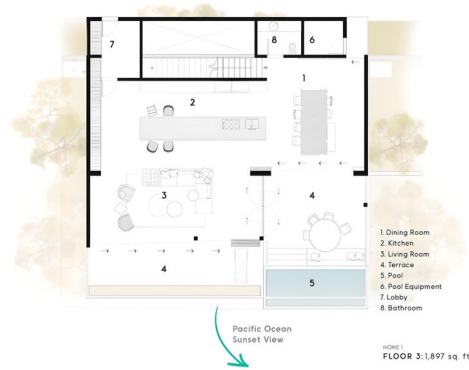 7
8
6
1
2
3
4
4
5
1. Dining Room
2. Kitchen
3. Living Room
4. Terrace
5. Pool
6. Pool Equipment
7. Lobby
8. Bathroom
Pacific Ocean
Sunset View
HOME 1
FLOOR 3: 1,897 sq. ft